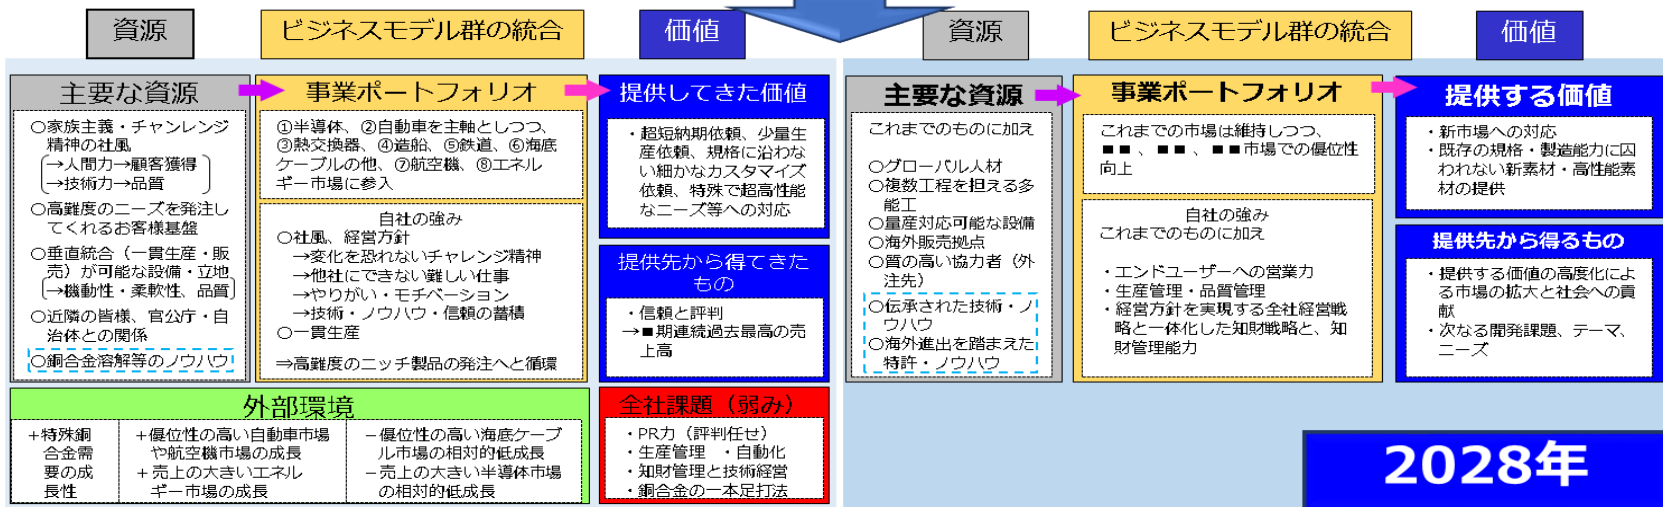 資源
ビジネスモデル群の統合
価値
主要な資源
○家族主義・チャンレンジ
精神の社風
→人間力→顧客獲得
→技術力→品質
○高難度のニーズを発注し
てくれるお客様基盤
○垂直統合（一貫生産・販
売）が可能な設備・立地
→機動性・柔軟性、品質
○近隣の皆様、官公庁・自
治体との関係
○銅合金溶解等のノウハウ
事業ポートフォリオ
①半導体、②自動車を主軸としつつ、
③熱交換器、④造船、⑤鉄道、⑥海底
ケーブルの他、⑦航空機、⑧エネル
ギー市場に参入
自社の強み
○社風、経営方針
→変化を恐れないチャレンジ精神
→他社にできない難しい仕事
→やりがい・モチベーション
→技術・ノウハウ・信頼の蓄積
○一貫生産
⇒高難度のニッチ製品の発注へと循環
提供してきた価値
・超短納期依頼、少量生
産依頼、規格に沿わな
い細かなカスタマイズ
依頼、特殊で超高性能
なニーズ等への対応
提供先から得てきた
もの
・信頼と評判
→■期連続過去最高の売
上高
外部環境
＋特殊銅
合金需
要の成
長性
＋優位性の高い自動車市場
や航空機市場の成長
＋売上の大きいエネル
ギー市場の成長
－優位性の高い海底ケーブ
ル市場の相対的低成長
－売上の大きい半導体市場
の相対的低成長
全社課題（弱み）
・PR力（評判任せ）
・生産管理 ・自動化
・知財管理と技術経営
・銅合金の一本足打法
資源
ビジネスモデル群の統合
価値
主要な資源
これまでのものに加え
○グローバル人材
○複数工程を担える多
能工
○量産対応可能な設備
○海外販売拠点
○質の高い協力者（外
注先）
○伝承された技術・ノ
ウハウ
○海外進出を踏まえた
特許・ノウハウ
事業ポートフォリオ
これまでの市場は維持しつつ、
■■、■■、■■市場での優位性
向上
自社の強み
これまでのものに加え
・エンドユーザーへの営業力
・生産管理・品質管理
・経営方針を実現する全社経営戦
略と一体化した知財戦略と、知
財管理能力
提供する価値
・新市場への対応
・既存の規格・製造能力に囚
われない新素材・高性能素
材の提供
提供先から得るもの
・提供する価値の高度化によ
る市場の拡大と社会への貢
献
・次なる開発課題、テーマ、
ニーズ
2028年